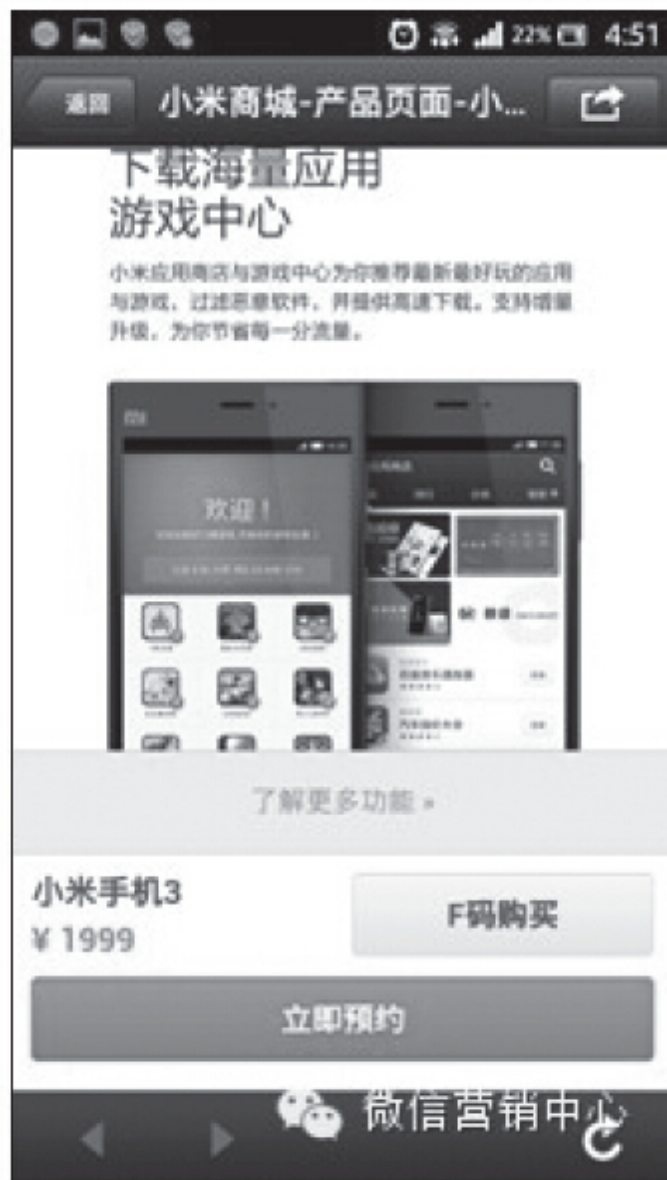 22% 4:51
返回 小米商城-产品页面-小...
下载海量应用
游戏中心
小米应用商店与游戏中心为你推荐最新最好玩的应用
与游戏,过滤恶意软件,并提供高速下载,支持增量
升级,为你节省每一分流量。
欢迎!
了解更多功能 »
小米手机3
F码购买
¥ 1999
立即预约
微信营销中心